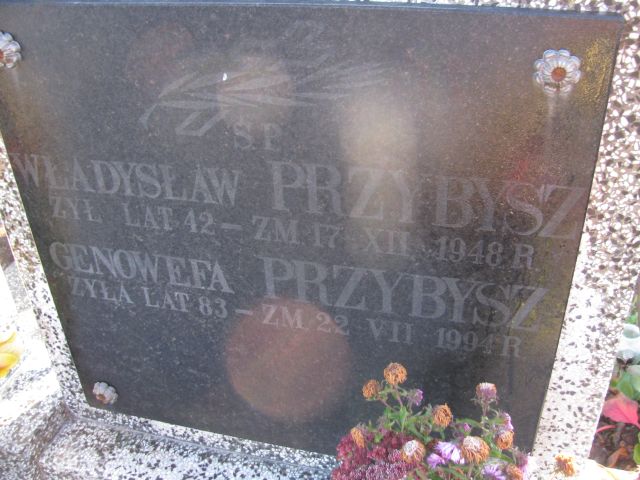 Ś.P.
WŁADYSŁAW PRZYBYSZ
ŻYŁ LAT 42 – ZM. 17 XII 1948 R
GENOWEFA PRZYBYSZ
ŻYŁA LAT 83 – ZM. 22 VII 1994 R